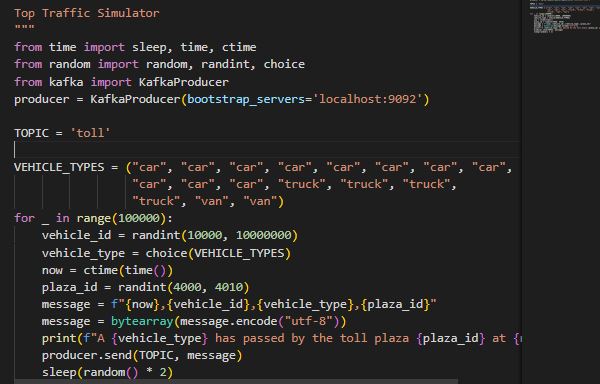 Top Traffic Simulator
"""
from time import sleep, time, ctime
from random import random, randint, choice
from kafka import KafkaProducer
producer = KafkaProducer(bootstrap_servers='localhost:9092')
TOPIC = 'toll'
VEHICLE_TYPES = ("car", "car", "car", "car", "car", "car", "car", "car",
"car", "car", "car", "truck", "truck", "truck",
"truck", "van", "van")
for _ in range(100000):
vehicle_id = randint(10000, 10000000)
vehicle_type = choice(VEHICLE_TYPES)
now = ctime(time())
plaza_id = randint(4000, 4010)
message = f"{now},{vehicle_id},{vehicle_type},{plaza_id}"
message = bytearray(message.encode("utf-8"))
print(f"A {vehicle_type} has passed by the toll plaza {plaza_id} at {
producer.send(TOPIC, message)
sleep(random() * 2)